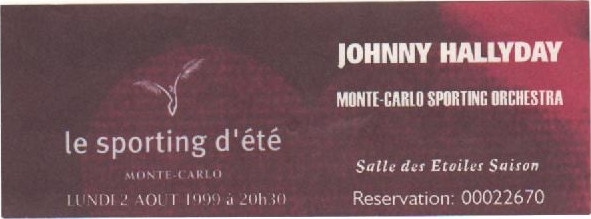 JOHNNY HALLYDAY
MONTE-CARLO SPORTING ORCHESTRA
le sporting d'été
MONTE-CARLO
LUNDI 2 AOUT 1999 à 20h30
Salle des Etoiles Saison
Reservation: 00022670